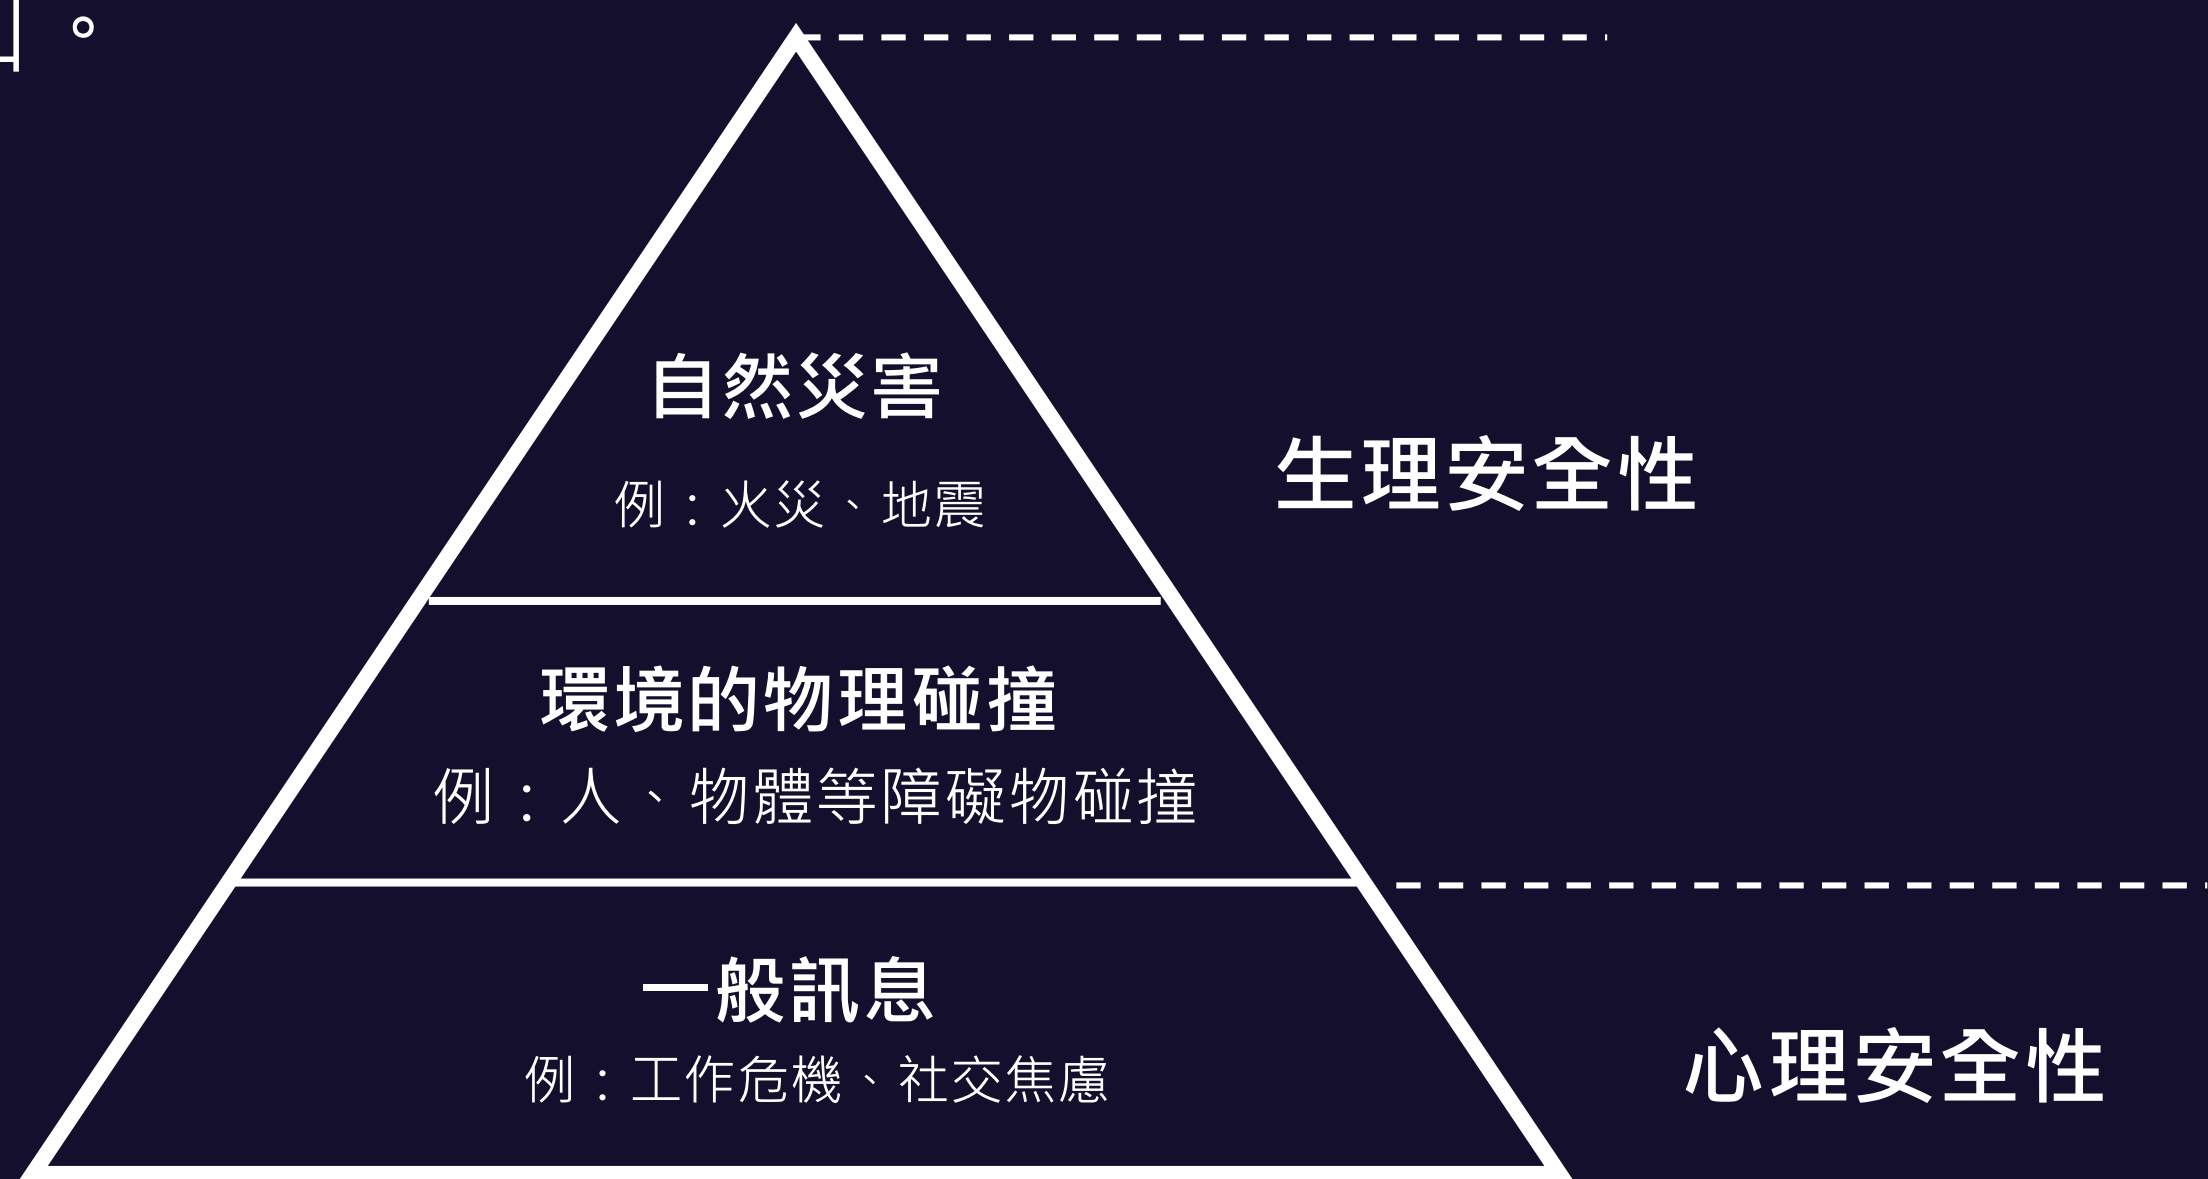 自然災害
例：火災、地震
生理安全性
環境的物理碰撞
例：人、物體等障礙物碰撞
一般訊息
例：工作危機、社交焦慮
心理安全性